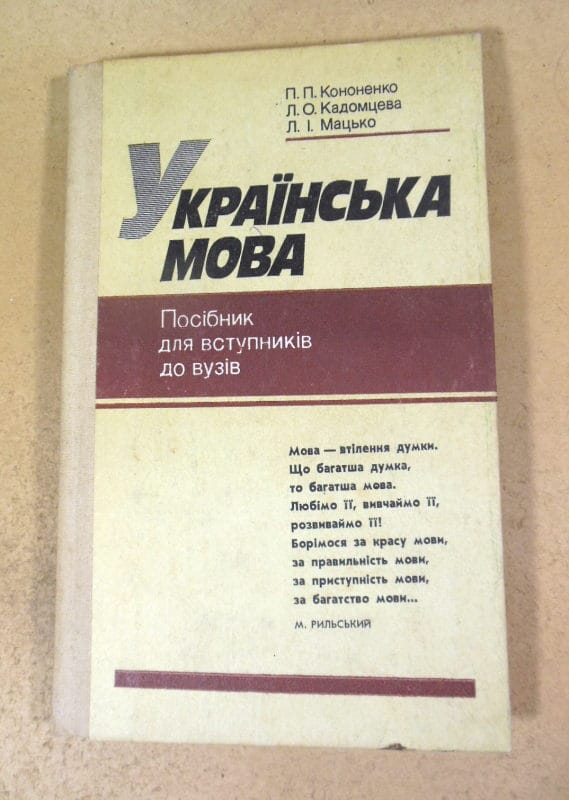 П. П. Кононенко
Л. О. Кадомцева
Л. І. Мацько
УКРАЇНСЬКА
МОВА
Посібник
для вступників
до вузів
Мова — втілення думки.
Що багатша думка,
то багатша мова.
Любімо її, вивчаймо її,
розвиваймо її!
Борімося за красу мови,
за правильність мови,
за приступність мови,
за багатство мови...
М. РИЛЬСЬКИЙ